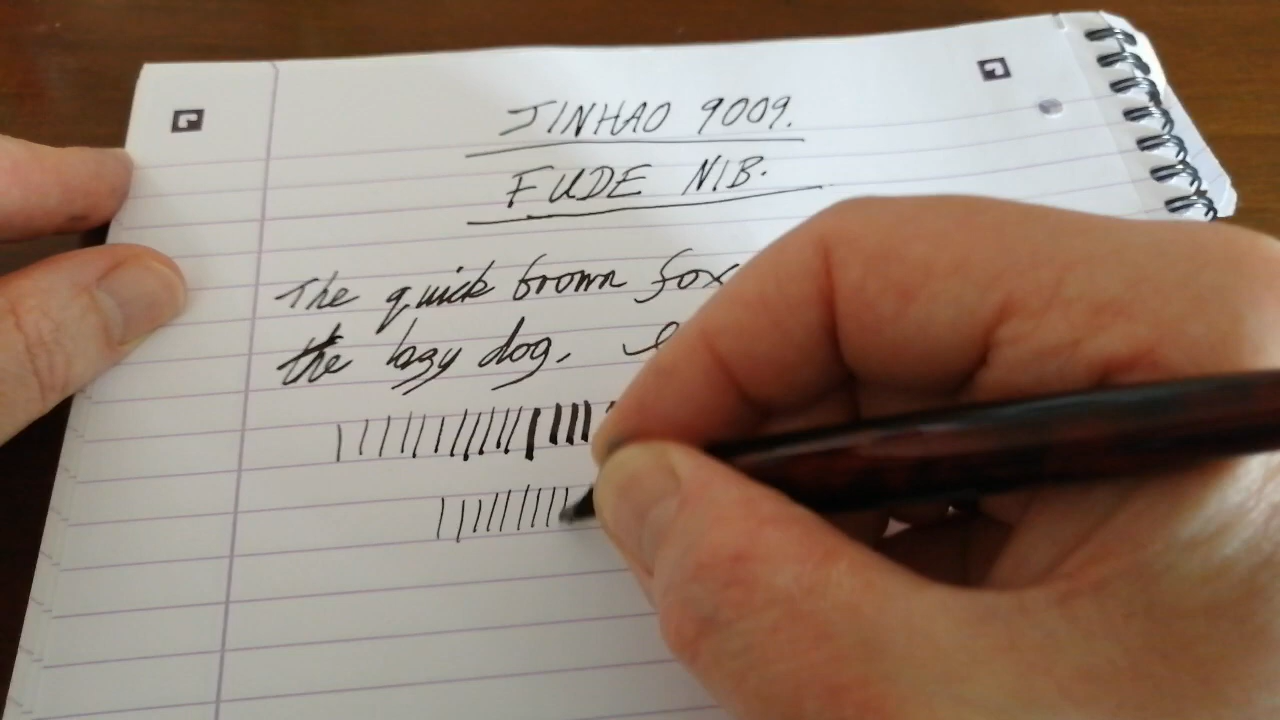 JINHAO 9009.
FUDE NIB.
The quick brown fox
the lazy dog.